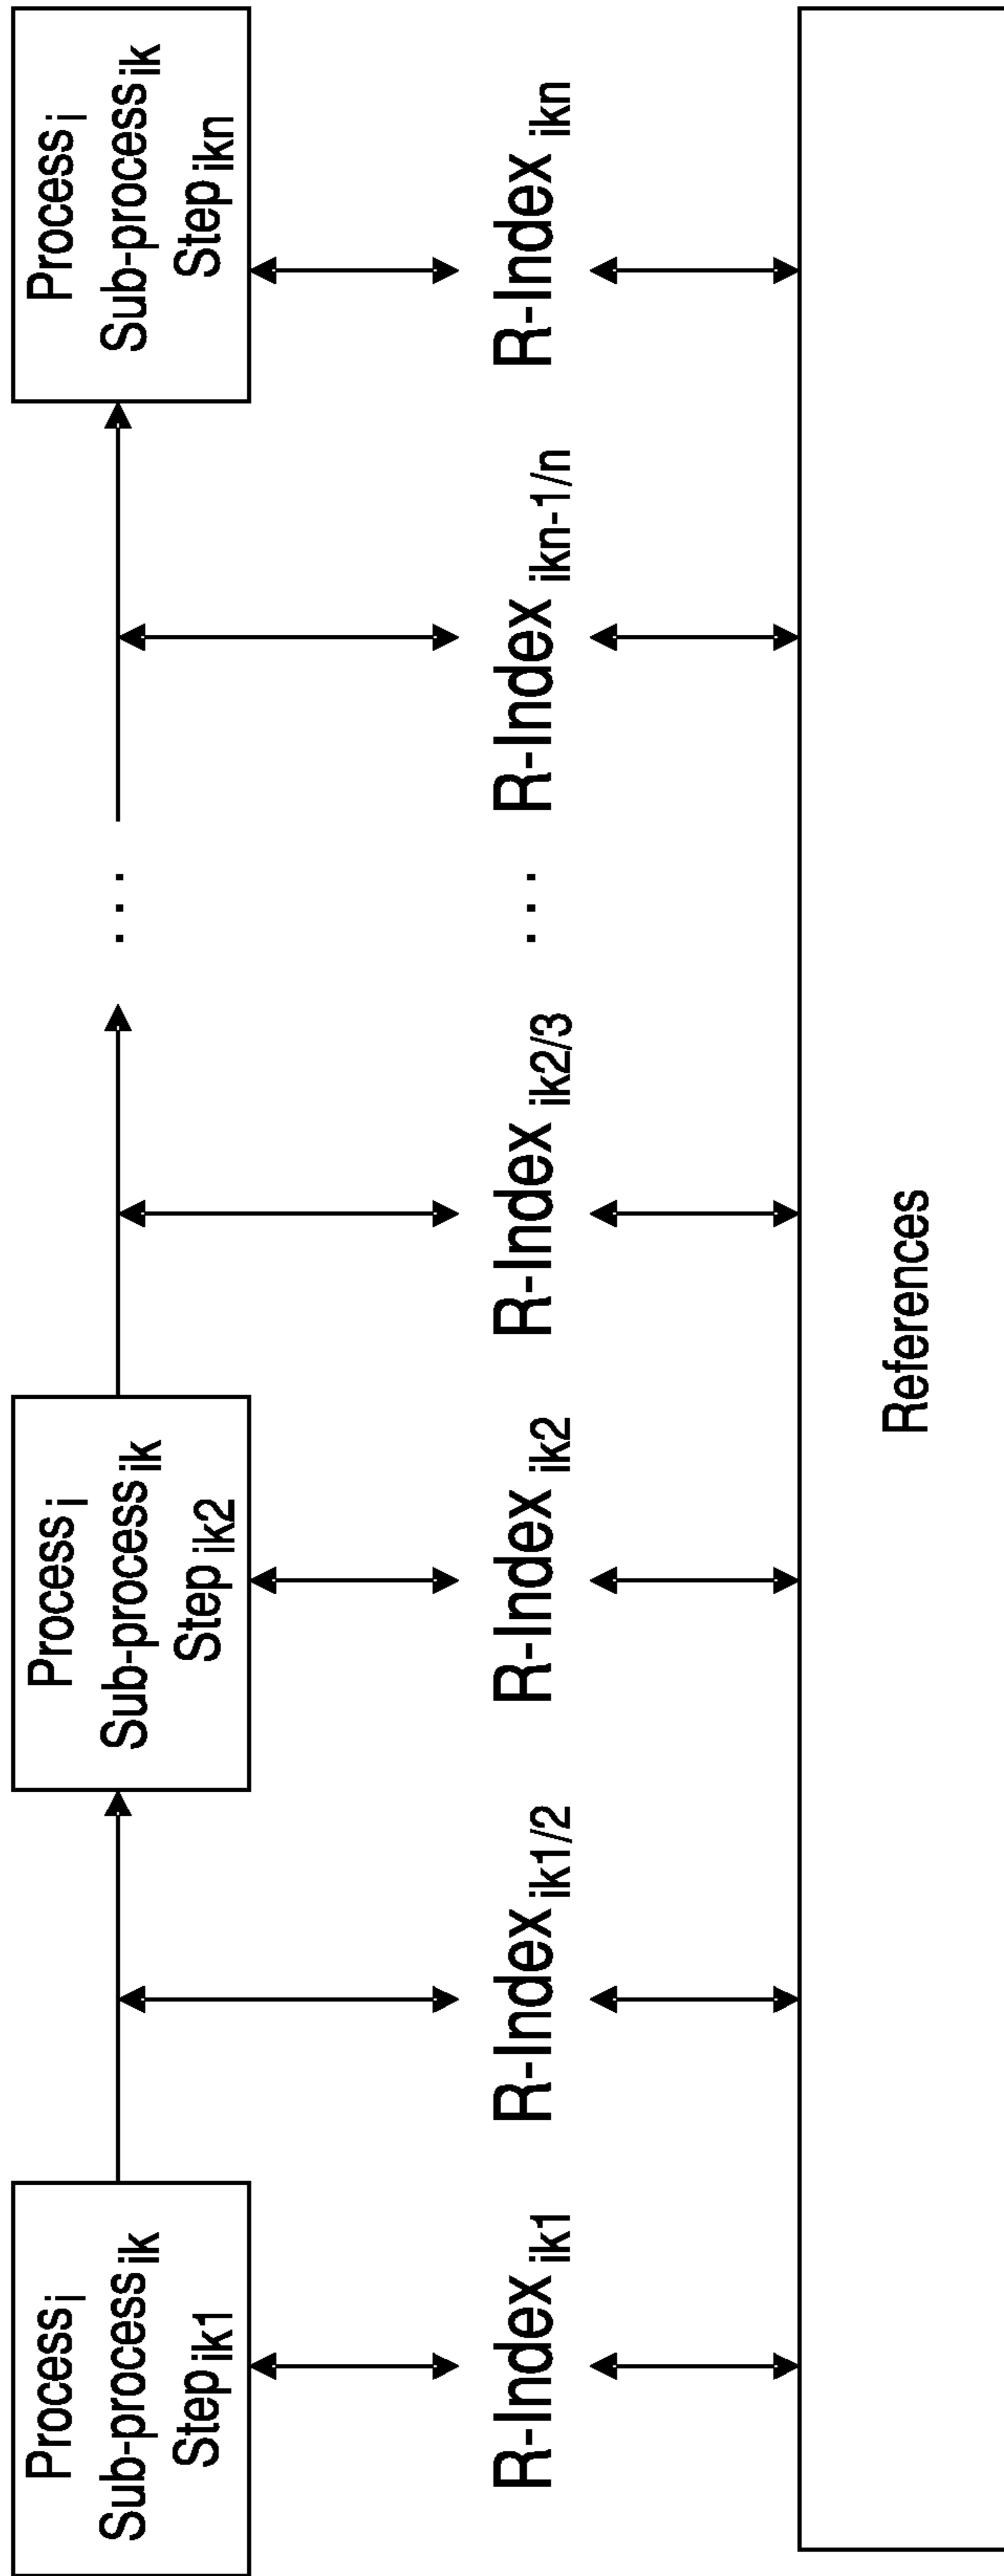 Process i
Sub-process ik
Step ik1
Process i
Sub-process ik
Step ik2
. . .
Process i
Sub-process ik
Step ikn
R-Index ik1
R-Index ik1/2
R-Index ik2
R-Index ik2/3
. . .
R-Index ikn-1/n
R-Index ikn
References